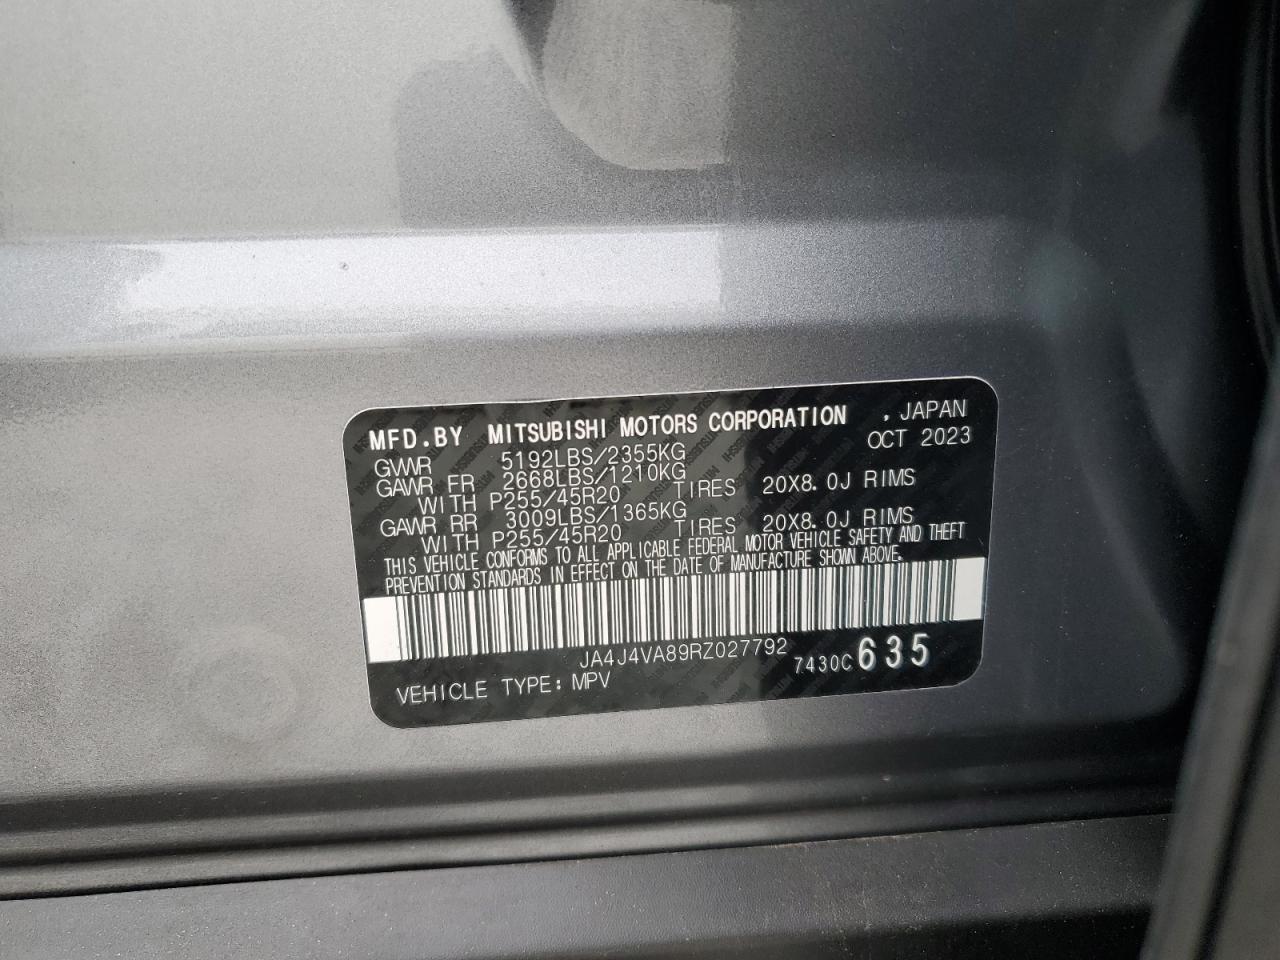 MFD.BY MITSUBISHI MOTORS CORPORATION , JAPAN
OCT 2023
GVWR 5192LBS/2355KG
GAWR FR 2668LBS/1210KG
WITH P255/45R20 TIRES 20X8.0J RIMS
GAWR RR 3009LBS/1365KG
WITH P255/45R20 TIRES 20X8.0J RIMS
THIS VEHICLE CONFORMS TO ALL APPLICABLE FEDERAL MOTOR VEHICLE SAFETY AND THEFT
PREVENTION STANDARDS IN EFFECT ON THE DATE OF MANUFACTURE SHOWN ABOVE.
JA4J4VA89RZ027792
7430C635
VEHICLE TYPE: MPV